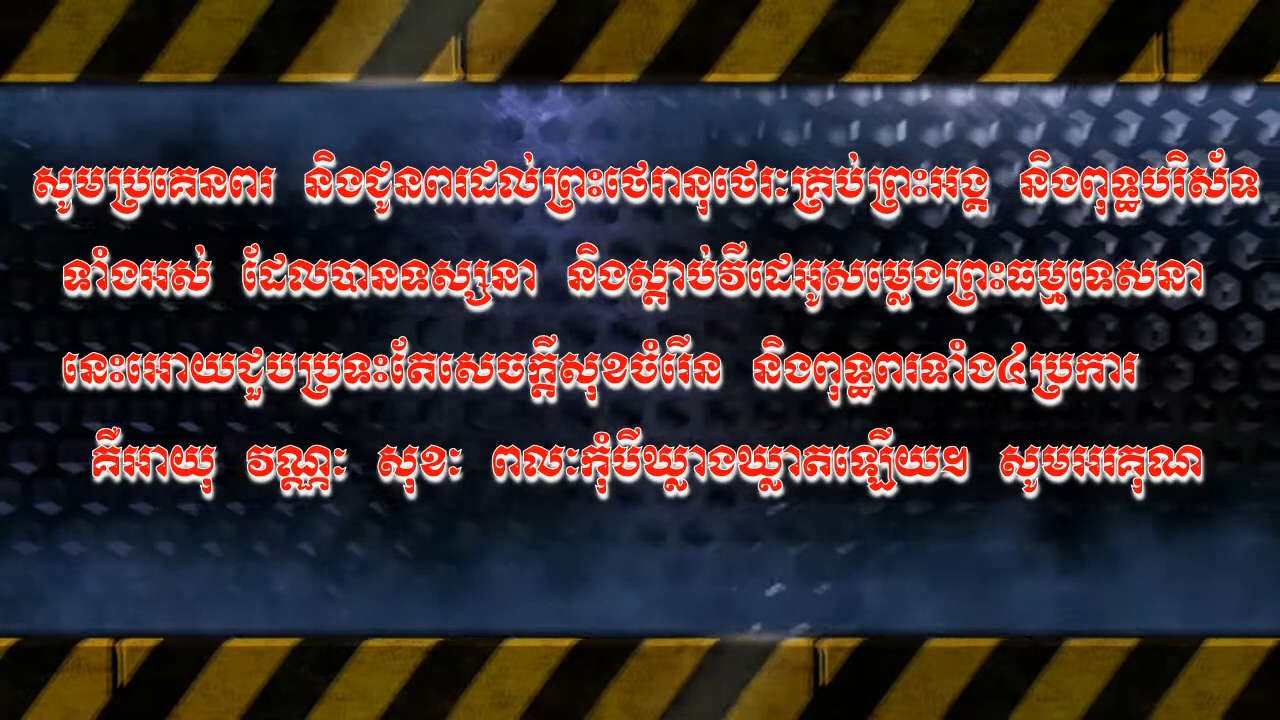 សូមប្រគេនពរ និងជូនពរដល់ព្រះថេរានុថេរៈគ្រប់ព្រះអង្គ និងពុទ្ធបរិស័ទ
ទាំងអស់ ដែលបានទស្សនា និងស្តាប់វីដេអូសម្លេងព្រះធម្មទេសនា
នេះអោយជួបប្រទះតែសេចក្តីសុខចំរើន និងពុទ្ធពរទាំង៤ប្រការ
គឺអាយុ វណ្ណៈ សុខៈ ពលៈកុំបីឃ្លាងឃ្លាតឡើយ។ សូមអរគុណ